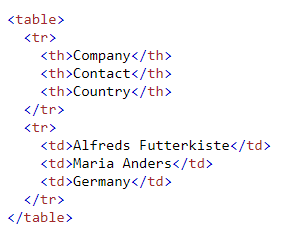 <table>
  <tr>
    <th>Company</th>
    <th>Contact</th>
    <th>Country</th>
  </tr>
  <tr>
    <td>Alfreds Futterkiste</td>
    <td>Maria Anders</td>
    <td>Germany</td>
  </tr>
</table>